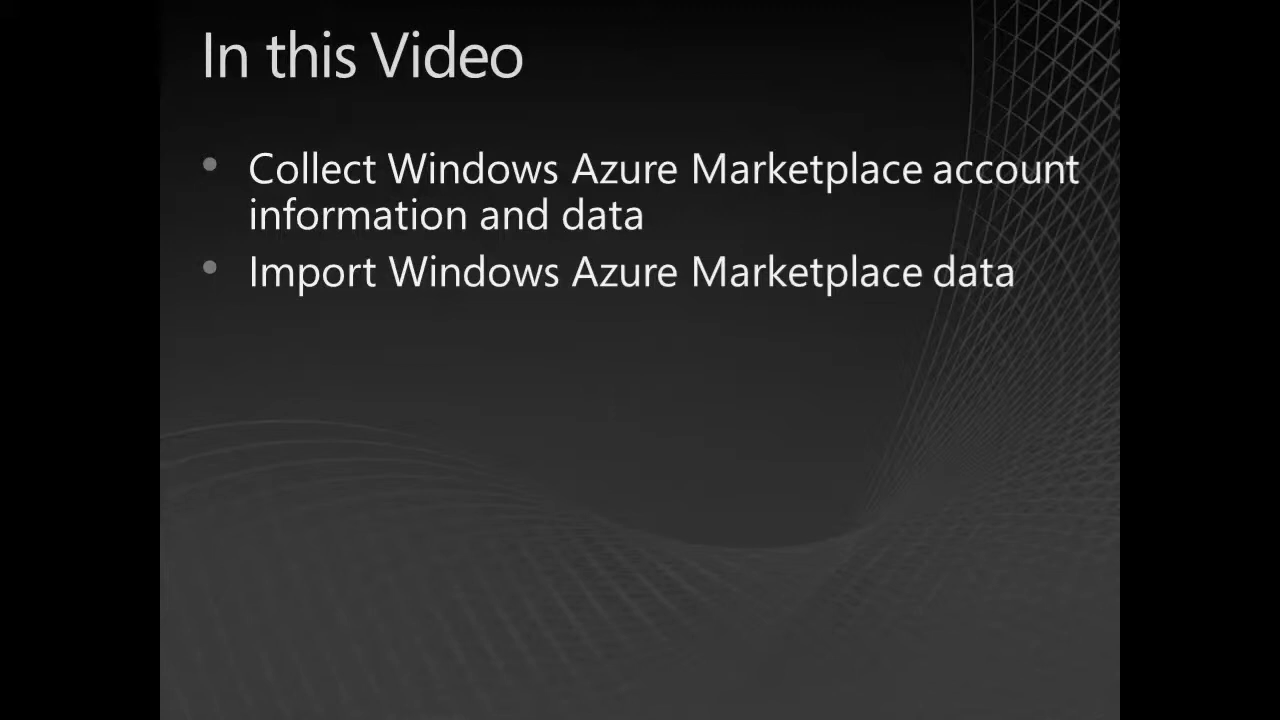 In this Video
• Collect Windows Azure Marketplace account
information and data
• Import Windows Azure Marketplace data